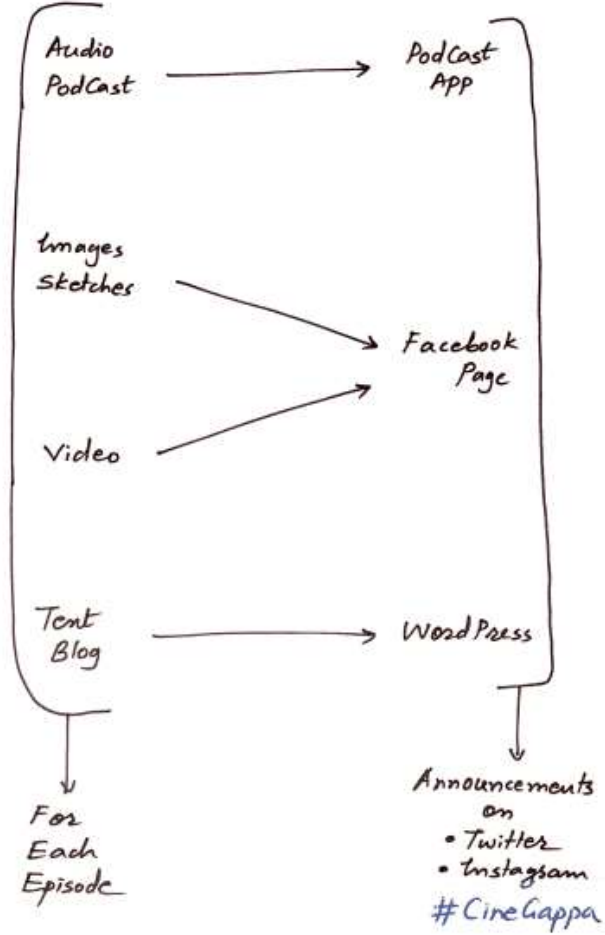 Audio
PodCast
PodCast
App
Images
Sketches
Facebook
Page
Video
Text
Blog
WordPress
For
Each
Episode
Announcements
on
• Twitter
• Instagram
#CineGappa